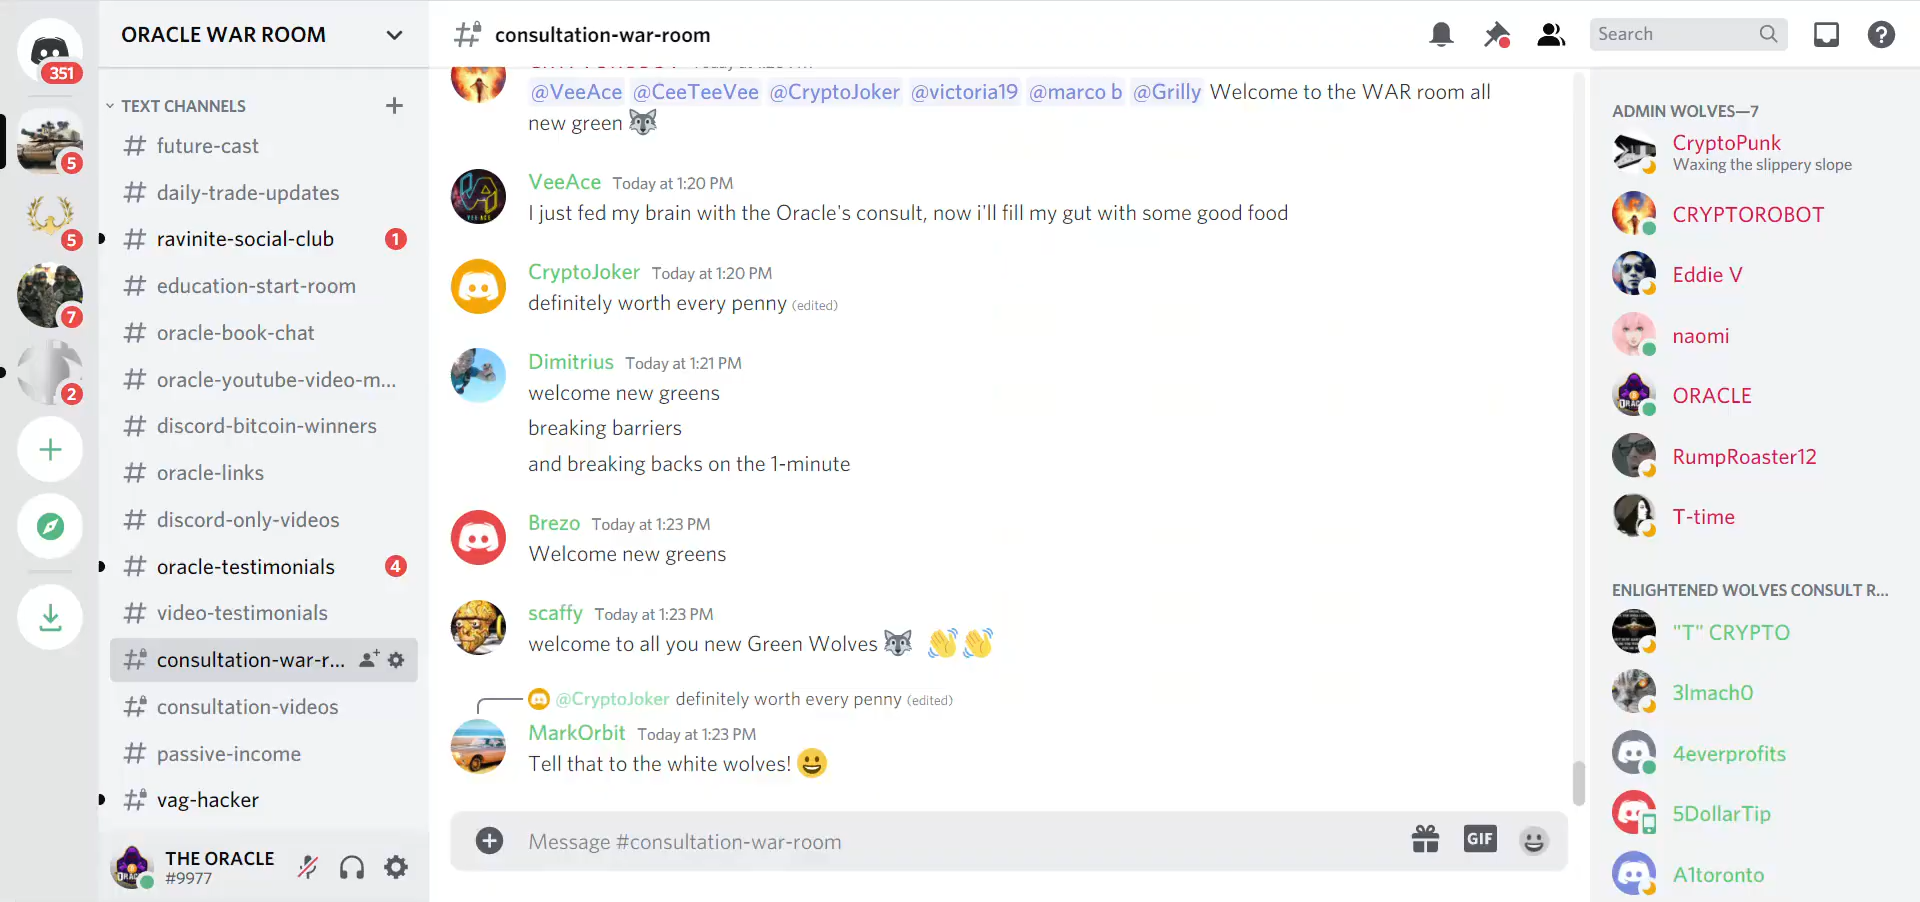 351
5
5
7
2
ORACLE WAR ROOM
TEXT CHANNELS
future-cast
daily-trade-updates
ravinite-social-club 1
education-start-room
oracle-book-chat
oracle-youtube-video-m...
discord-bitcoin-winners
oracle-links
discord-only-videos
oracle-testimonials 4
video-testimonials
consultation-war-r...
consultation-videos
passive-income
vag-hacker
THE ORACLE
#9977
consultation-war-room
Search
@VeeAce @CeeTeeVee @CryptoJoker @victoria19 @marco b @Grilly Welcome to the WAR room all
new green
VeeAce Today at 1:20 PM
I just fed my brain with the Oracle's consult, now i'll fill my gut with some good food
CryptoJoker Today at 1:20 PM
definitely worth every penny (edited)
Dimitrius Today at 1:21 PM
welcome new greens
breaking barriers
and breaking backs on the 1-minute
Brezo Today at 1:23 PM
Welcome new greens
scaffy Today at 1:23 PM
welcome to all you new Green Wolves
@CryptoJoker definitely worth every penny (edited)
MarkOrbit Today at 1:23 PM
Tell that to the white wolves!
Message #consultation-war-room
GIF
ADMIN WOLVES—7
CryptoPunk
Waxing the slippery slope
CRYPTOROBOT
Eddie V
naomi
ORACLE
RumpRoaster12
T-time
ENLIGHTENED WOLVES CONSULT R...
"T" CRYPTO
3lmach0
4everprofits
5DollarTip
A1toronto